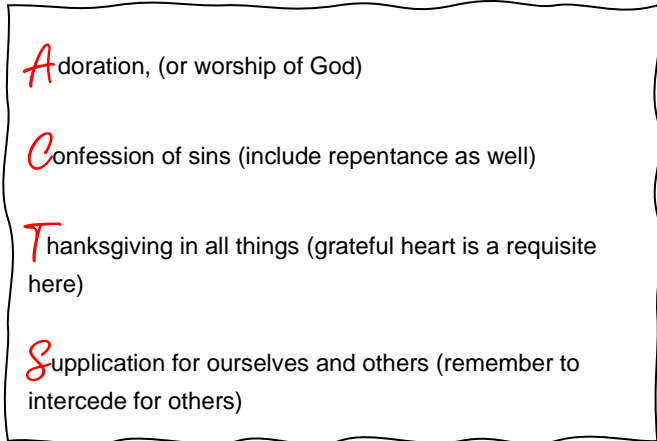 Adoration, (or worship of God)
Confession of sins (include repentance as well)
Thanksgiving in all things (grateful heart is a requisite
here)
Supplication for ourselves and others (remember to
intercede for others)